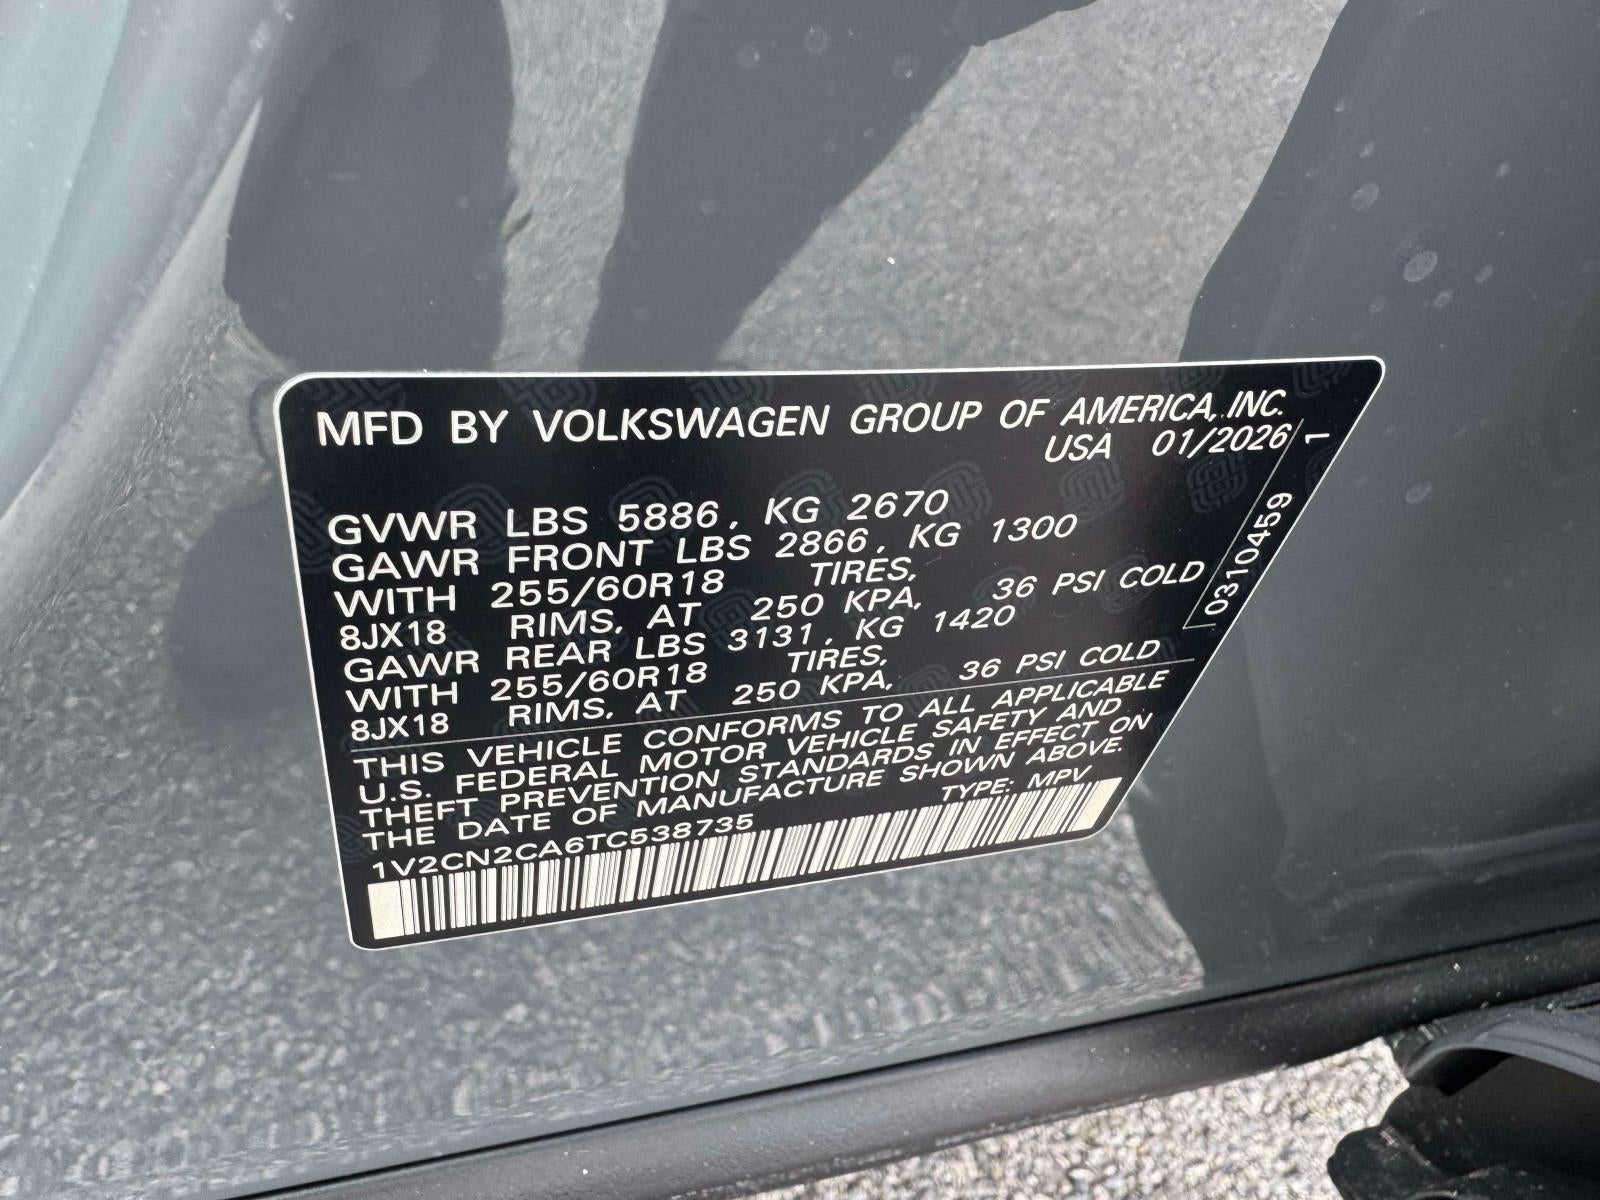 MFD BY VOLKSWAGEN GROUP OF AMERICA, INC.
USA 01/2026
GVWR LBS 5886, KG 2670
GAWR FRONT LBS 2866, KG 1300
WITH 255/60R18 TIRES,
8JX18 RIMS, AT 250 KPA, 36 PSI COLD
GAWR REAR LBS 3131, KG 1420
WITH 255/60R18 TIRES,
8JX18 RIMS, AT 250 KPA, 36 PSI COLD
THIS VEHICLE CONFORMS TO ALL APPLICABLE
U.S. FEDERAL MOTOR VEHICLE SAFETY AND
THEFT PREVENTION STANDARDS IN EFFECT ON
THE DATE OF MANUFACTURE SHOWN ABOVE.
TYPE: MPV
1V2CN2CA6TC538735
0310459 1